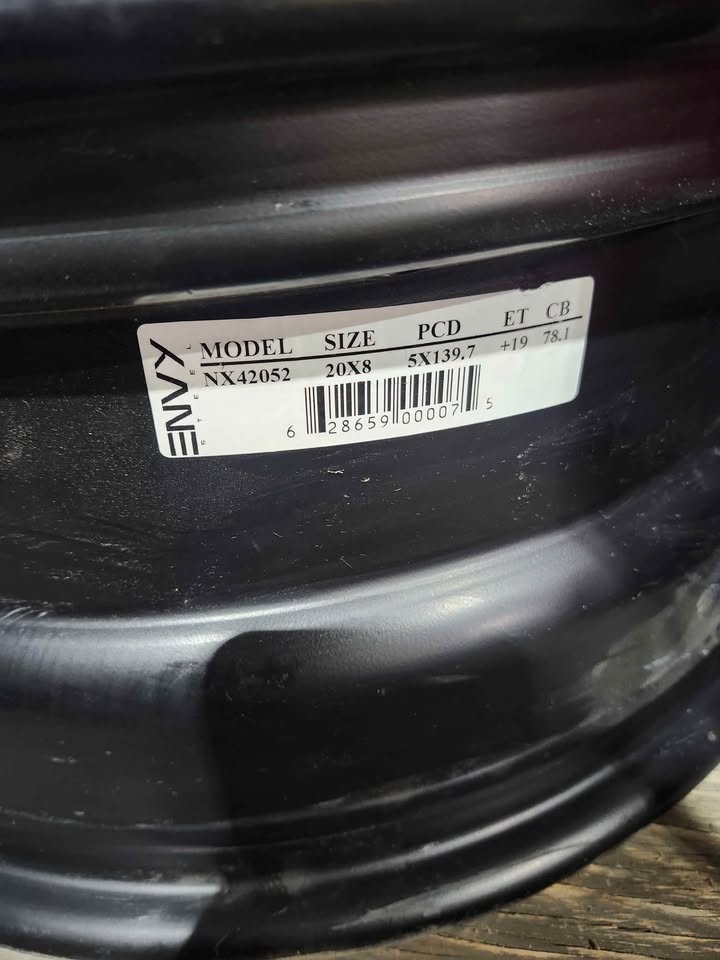 ENVY
STEEL
MODEL SIZE PCD ET CB
NX42052 20X8 5X139.7 +19 78.1
6 28659 00007 5